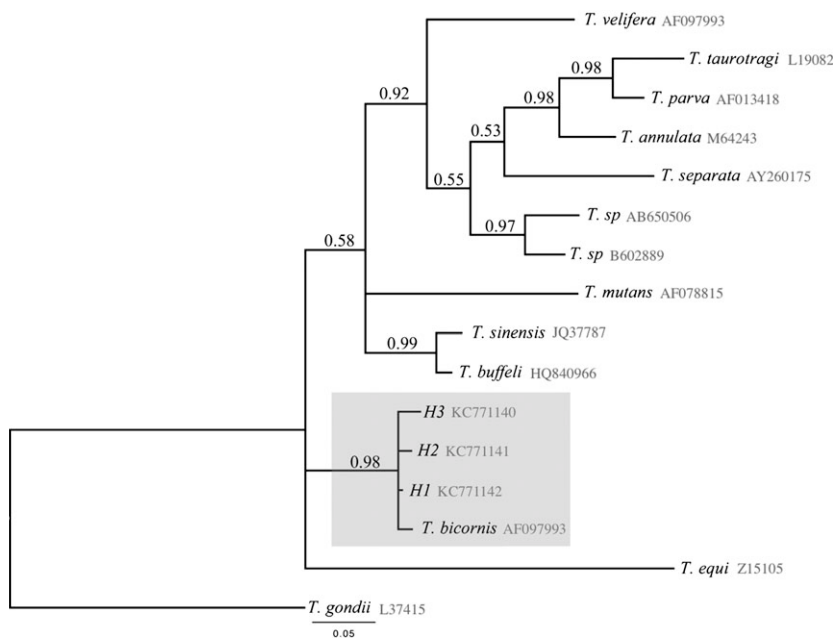 T. velifera AF097993
0.98
T. taurotragi L19082
0.92
0.98
T. parva AF013418
0.53
T. annulata M64243
0.55
T. separata AY260175
T. sp AB650506
0.97
T. sp B602889
0.58
T. mutans AF078815
T. sinensis JQ37787
0.99
T. buffeli HQ840966
H3 KC771140
H2 KC771141
0.98
H1 KC771142
T. bicornis AF097993
T. equi Z15105
T. gondii L37415
0.05